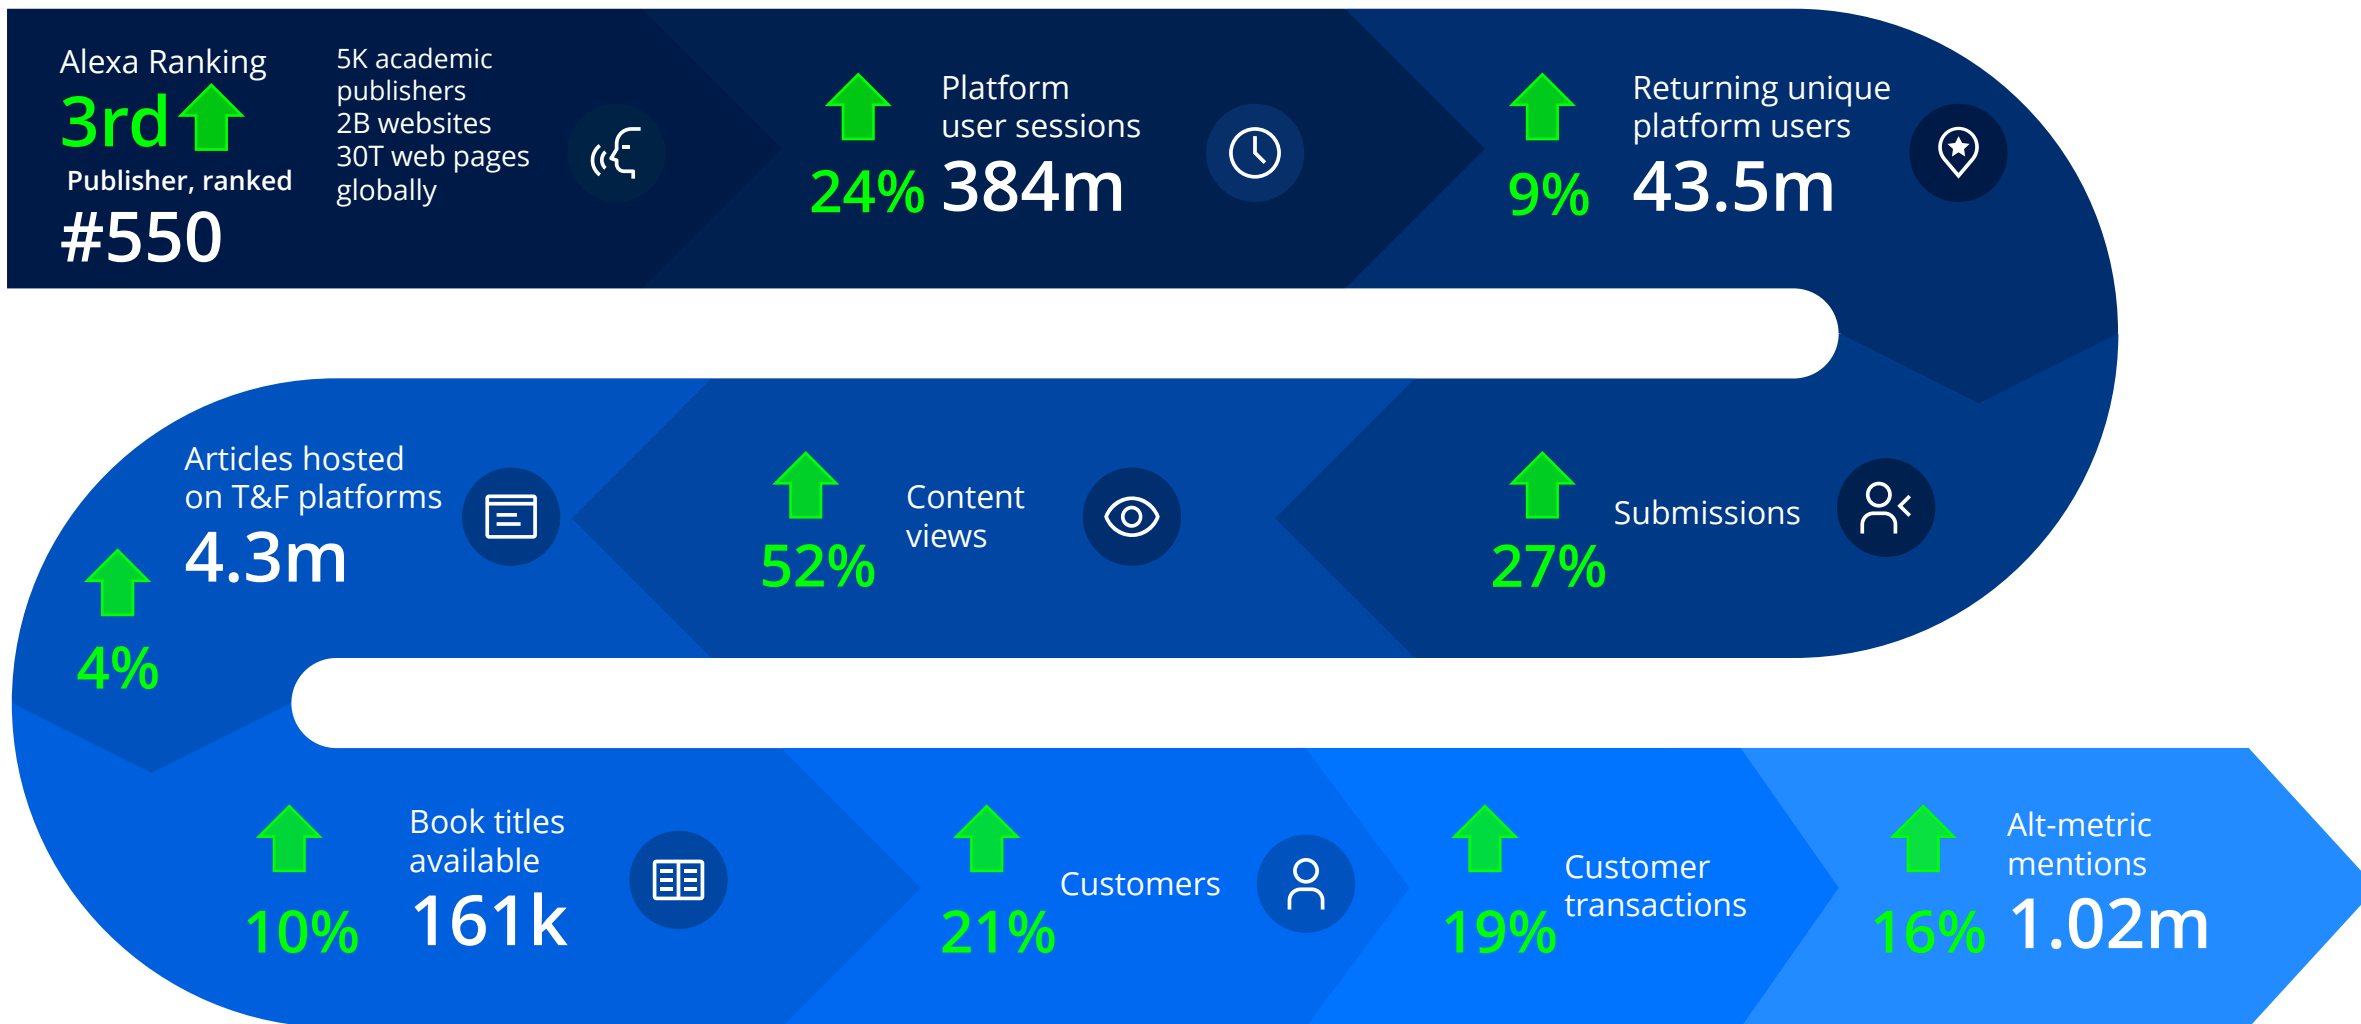 Alexa Ranking
3rd
Publisher, ranked
#550
5K academic
publishers
2B websites
30T web pages
globally
24%
Platform
user sessions
384m
9%
Returning unique
platform users
43.5m
Articles hosted
on T&F platforms
4.3m
4%
52%
Content
views
27%
Submissions
10%
Book titles
available
161k
21%
Customers
19%
Customer
transactions
16%
Alt-metric
mentions
1.02m